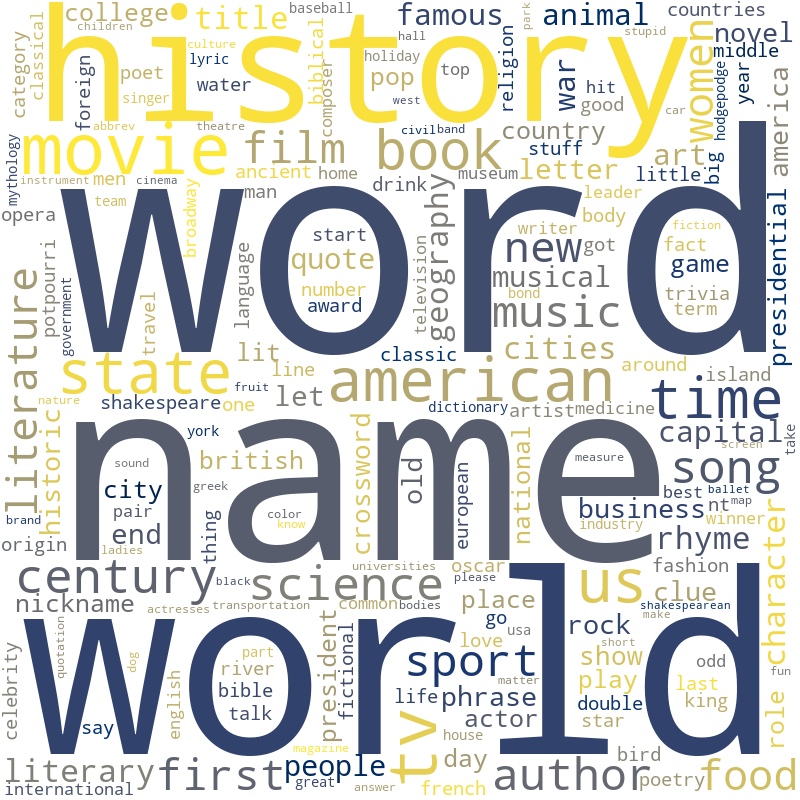 baseball
college
title
famous
animal
countries
children
history
hall
park
novel
category
classical
culture
lyric
holiday
stupid
middle
foreign
poet
water
biblical
pop
top
religion
war
hit
women
hodgepodge
year
singer
composer
west
good
car
america
abbrev
theatre
civil
band
country
movie
film
book
stuff
art
big
mythology
instrument
men
cinema
ancient
home
museum
letter
little
drink
man
leader
opera
team
broadway
word
body
writer
fiction
start
language
television
geography
new
got
fact
presidential
potpourri
government
quote
musical
game
travel
number
bond
trivia
award
music
term
literature
state
lit
classic
cities
line
american
around
island
nature
fruit
let
time
shakespeare
one
dictionary
artist
medicine
take
historic
york
name
crossword
old
national
capital
screen
british
sound
greek
european
measure
song
city
best
ballet
map
brand
pair
color
business
nt
winner
end
know
industry
thing
rhyme
origin
ladies
century
science
universities
oscar
us
fashion
character
black
bodies
please
clue
nickname
actresses
transportation
common
place
shakespearean
make
world
president
fictional
go
usa
rock
short
quotation
dog
part
love
show
odd
fun
celebrity
river
sport
matter
play
last
bible
life
phrase
double
king
role
say
english
talk
actor
star
magazine
tv
house
bird
literary
first
people
day
author
poetry
food
international
great
answer
french